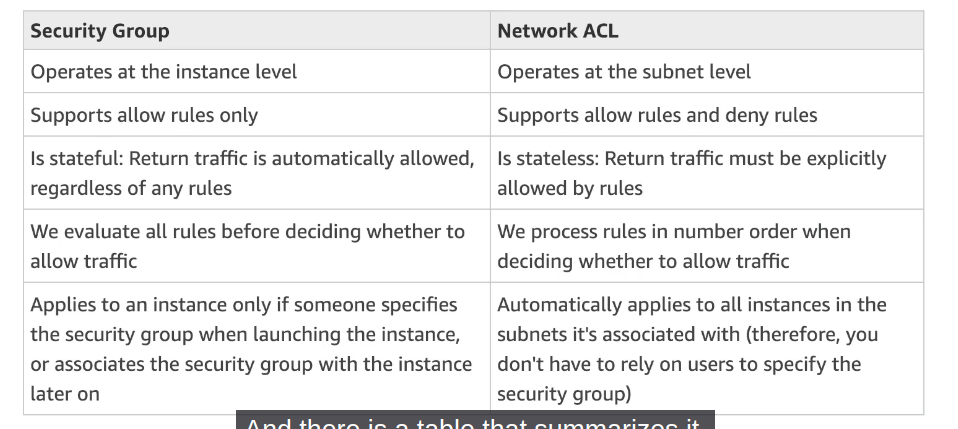 Security Group
Network ACL
Operates at the instance level
Operates at the subnet level
Supports allow rules only
Supports allow rules and deny rules
Is stateful: Return traffic is automatically allowed,
regardless of any rules
Is stateless: Return traffic must be explicitly
allowed by rules
We evaluate all rules before deciding whether to
allow traffic
We process rules in number order when
deciding whether to allow traffic
Applies to an instance only if someone specifies
the security group when launching the instance,
or associates the security group with the instance
later on
Automatically applies to all instances in the
subnets it's associated with (therefore, you
don't have to rely on users to specify the
security group)
And there is a table that summarizes it